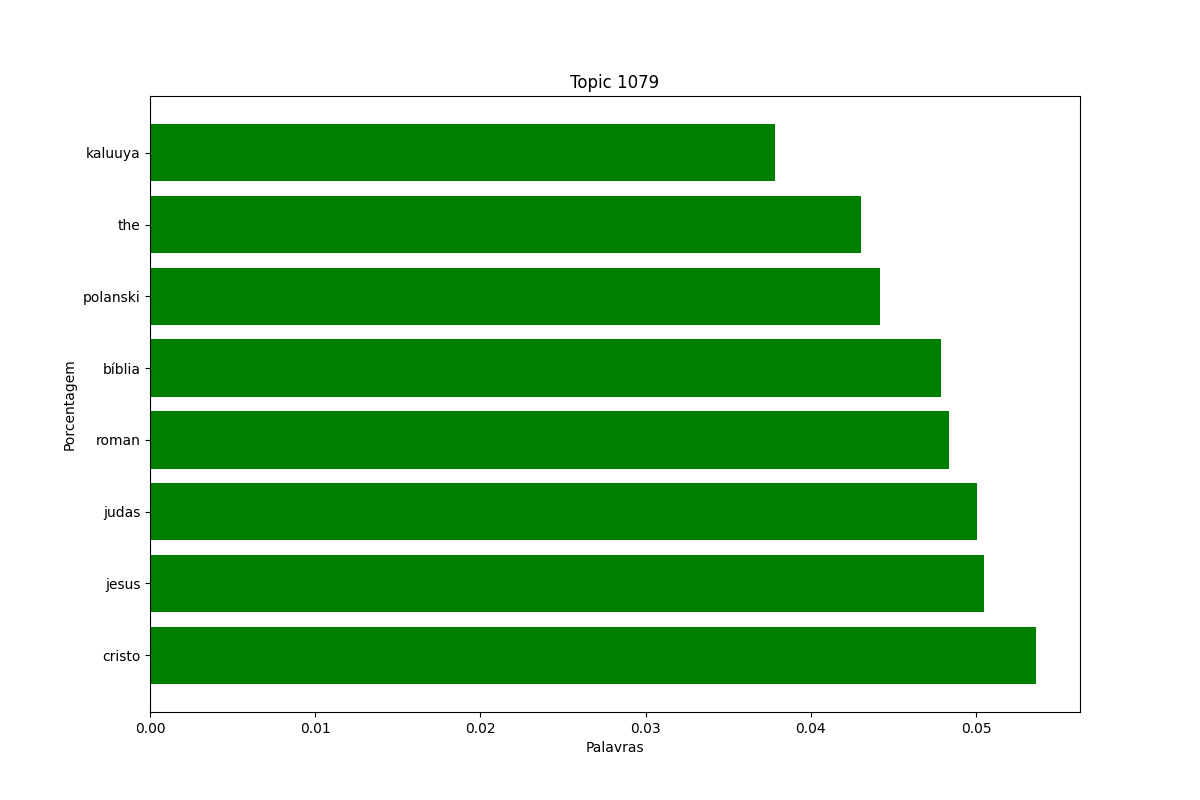 Topic 1079
kaluuya
the
polanski
bíblia
roman
judas
jesus
cristo
Porcentagem
0.00 0.01 0.02 0.03 0.04 0.05
Palavras